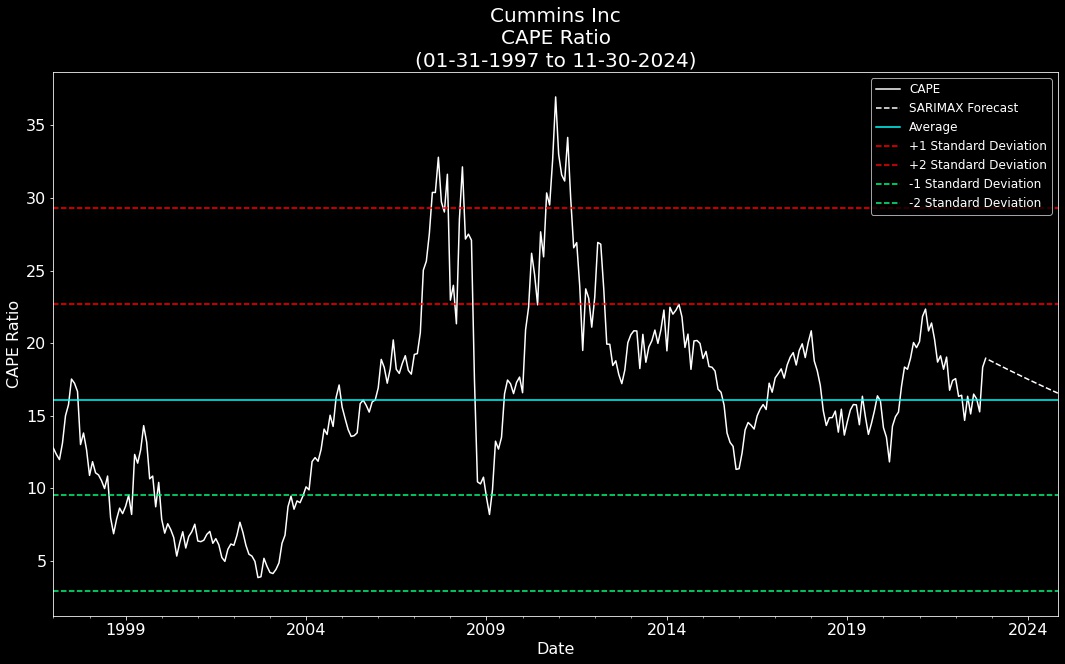 Cummins Inc
CAPE Ratio
(01-31-1997 to 11-30-2024)
CAPE
SARIMAX Forecast
Average
+1 Standard Deviation
+2 Standard Deviation
-1 Standard Deviation
-2 Standard Deviation
CAPE Ratio
35
30
25
20
15
10
5
1999
2004
2009
2014
2019
2024
Date